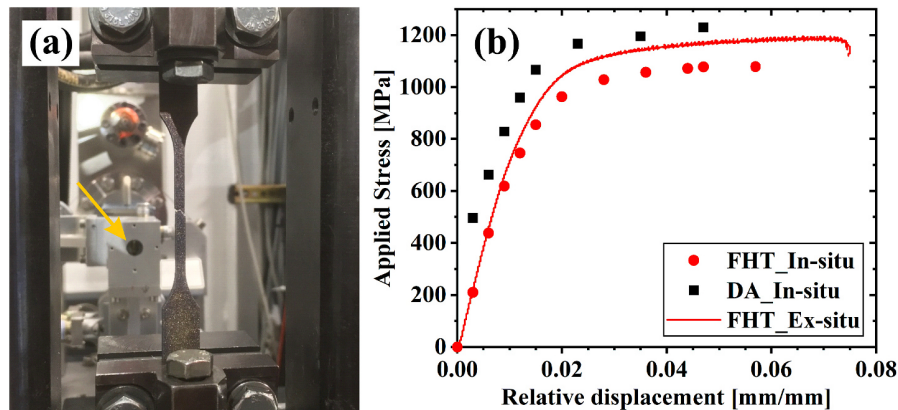 (a)
(b)
Applied Stress [MPa]
1200
1000
800
600
400
200
0
0.00 0.02 0.04 0.06 0.08
Relative displacement [mm/mm]
FHT_In-situ
DA_In-situ
FHT_Ex-situ